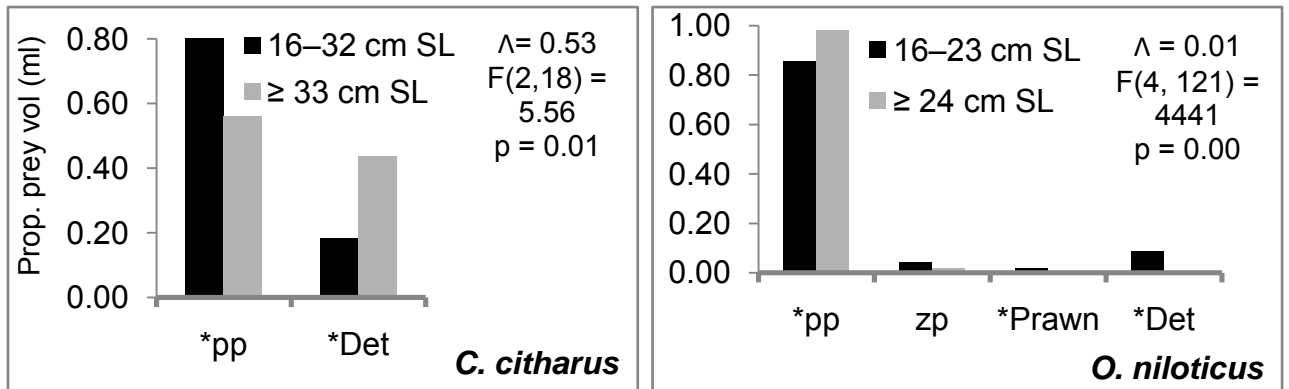 Prop. prey vol (ml)
0.80
0.60
0.40
0.20
0.00
16–32 cm SL
≥ 33 cm SL
Λ= 0.53
F(2,18) =
5.56
p = 0.01
*pp
*Det
C. citharus
1.00
0.80
0.60
0.40
0.20
0.00
16–23 cm SL
≥ 24 cm SL
Λ = 0.01
F(4, 121) =
4441
p = 0.00
*pp
zp
*Prawn
*Det
O. niloticus